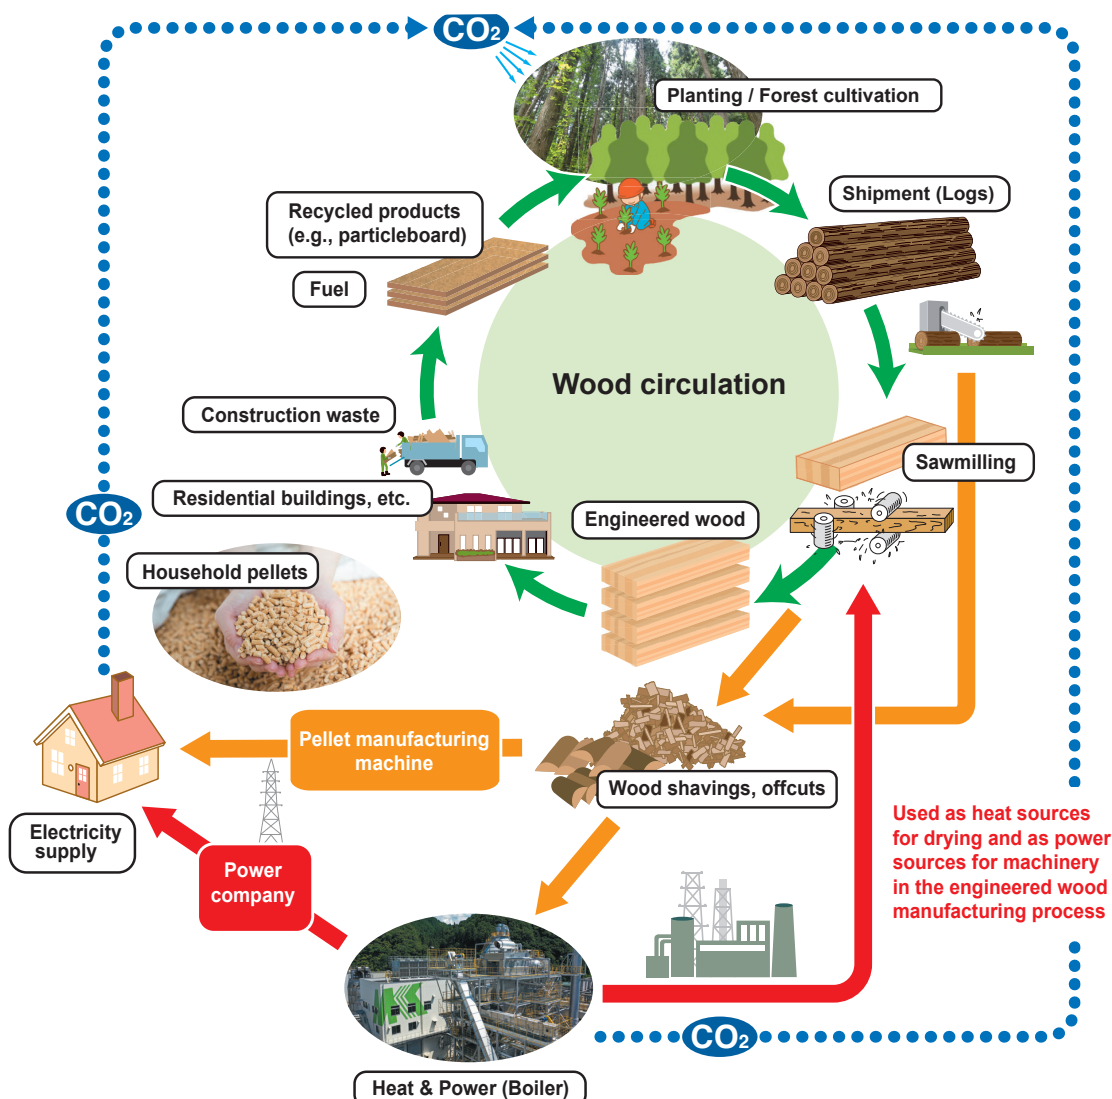 CO2
Planting / Forest cultivation
Shipment (Logs)
Recycled products
(e.g., particleboard)
Fuel
Wood circulation
Construction waste
Sawmilling
Residential buildings, etc.
Engineered wood
CO2
Household pellets
Pellet manufacturing
machine
Wood shavings, offcuts
Electricity
supply
Power
company
Used as heat sources
for drying and as power
sources for machinery
in the engineered wood
manufacturing process
KS
CO2
Heat & Power (Boiler)